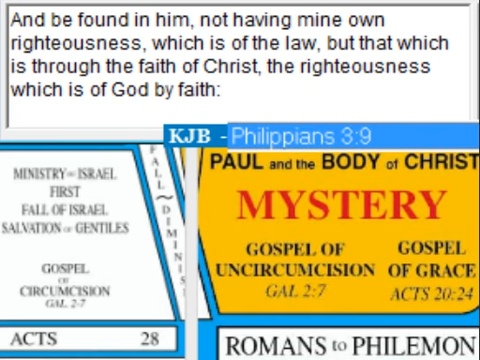 And be found in him, not having mine own
righteousness, which is of the law, but that which
is through the faith of Christ, the righteousness
which is of God by faith:
KJB - Philippians 3:9
MINISTRY TO ISRAEL
FIRST
FALL OF ISRAEL
SALVATION OF GENTILES
GOSPEL
OF
CIRCUMCISION
GAL 2-7
FALL ~ DIMINIS
ACTS 28
PAUL and the BODY of CHRIST
MYSTERY
GOSPEL OF
UNCIRCUMCISION
GAL 2:7
GOSPEL
OF GRACE
ACTS 20:24
ROMANS to PHILEMON